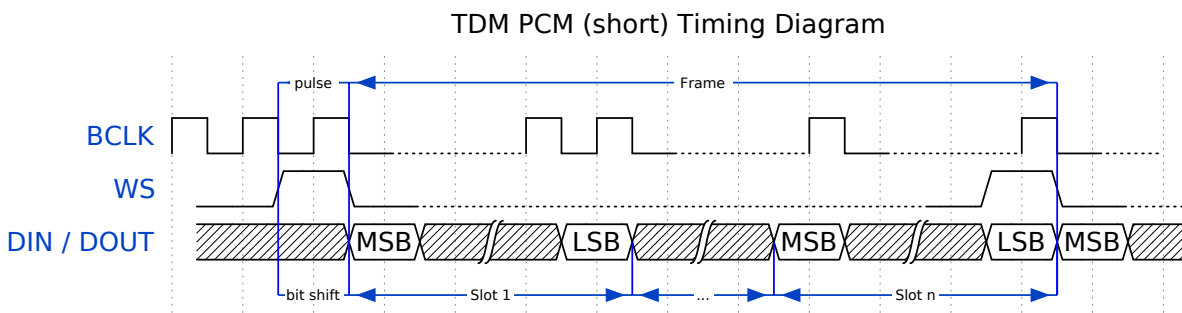 TDM PCM (short) Timing Diagram
pulse
Frame
BCLK
WS
DIN / DOUT
MSB
LSB
MSB
LSB
MSB
bit shift
Slot 1
...
Slot n